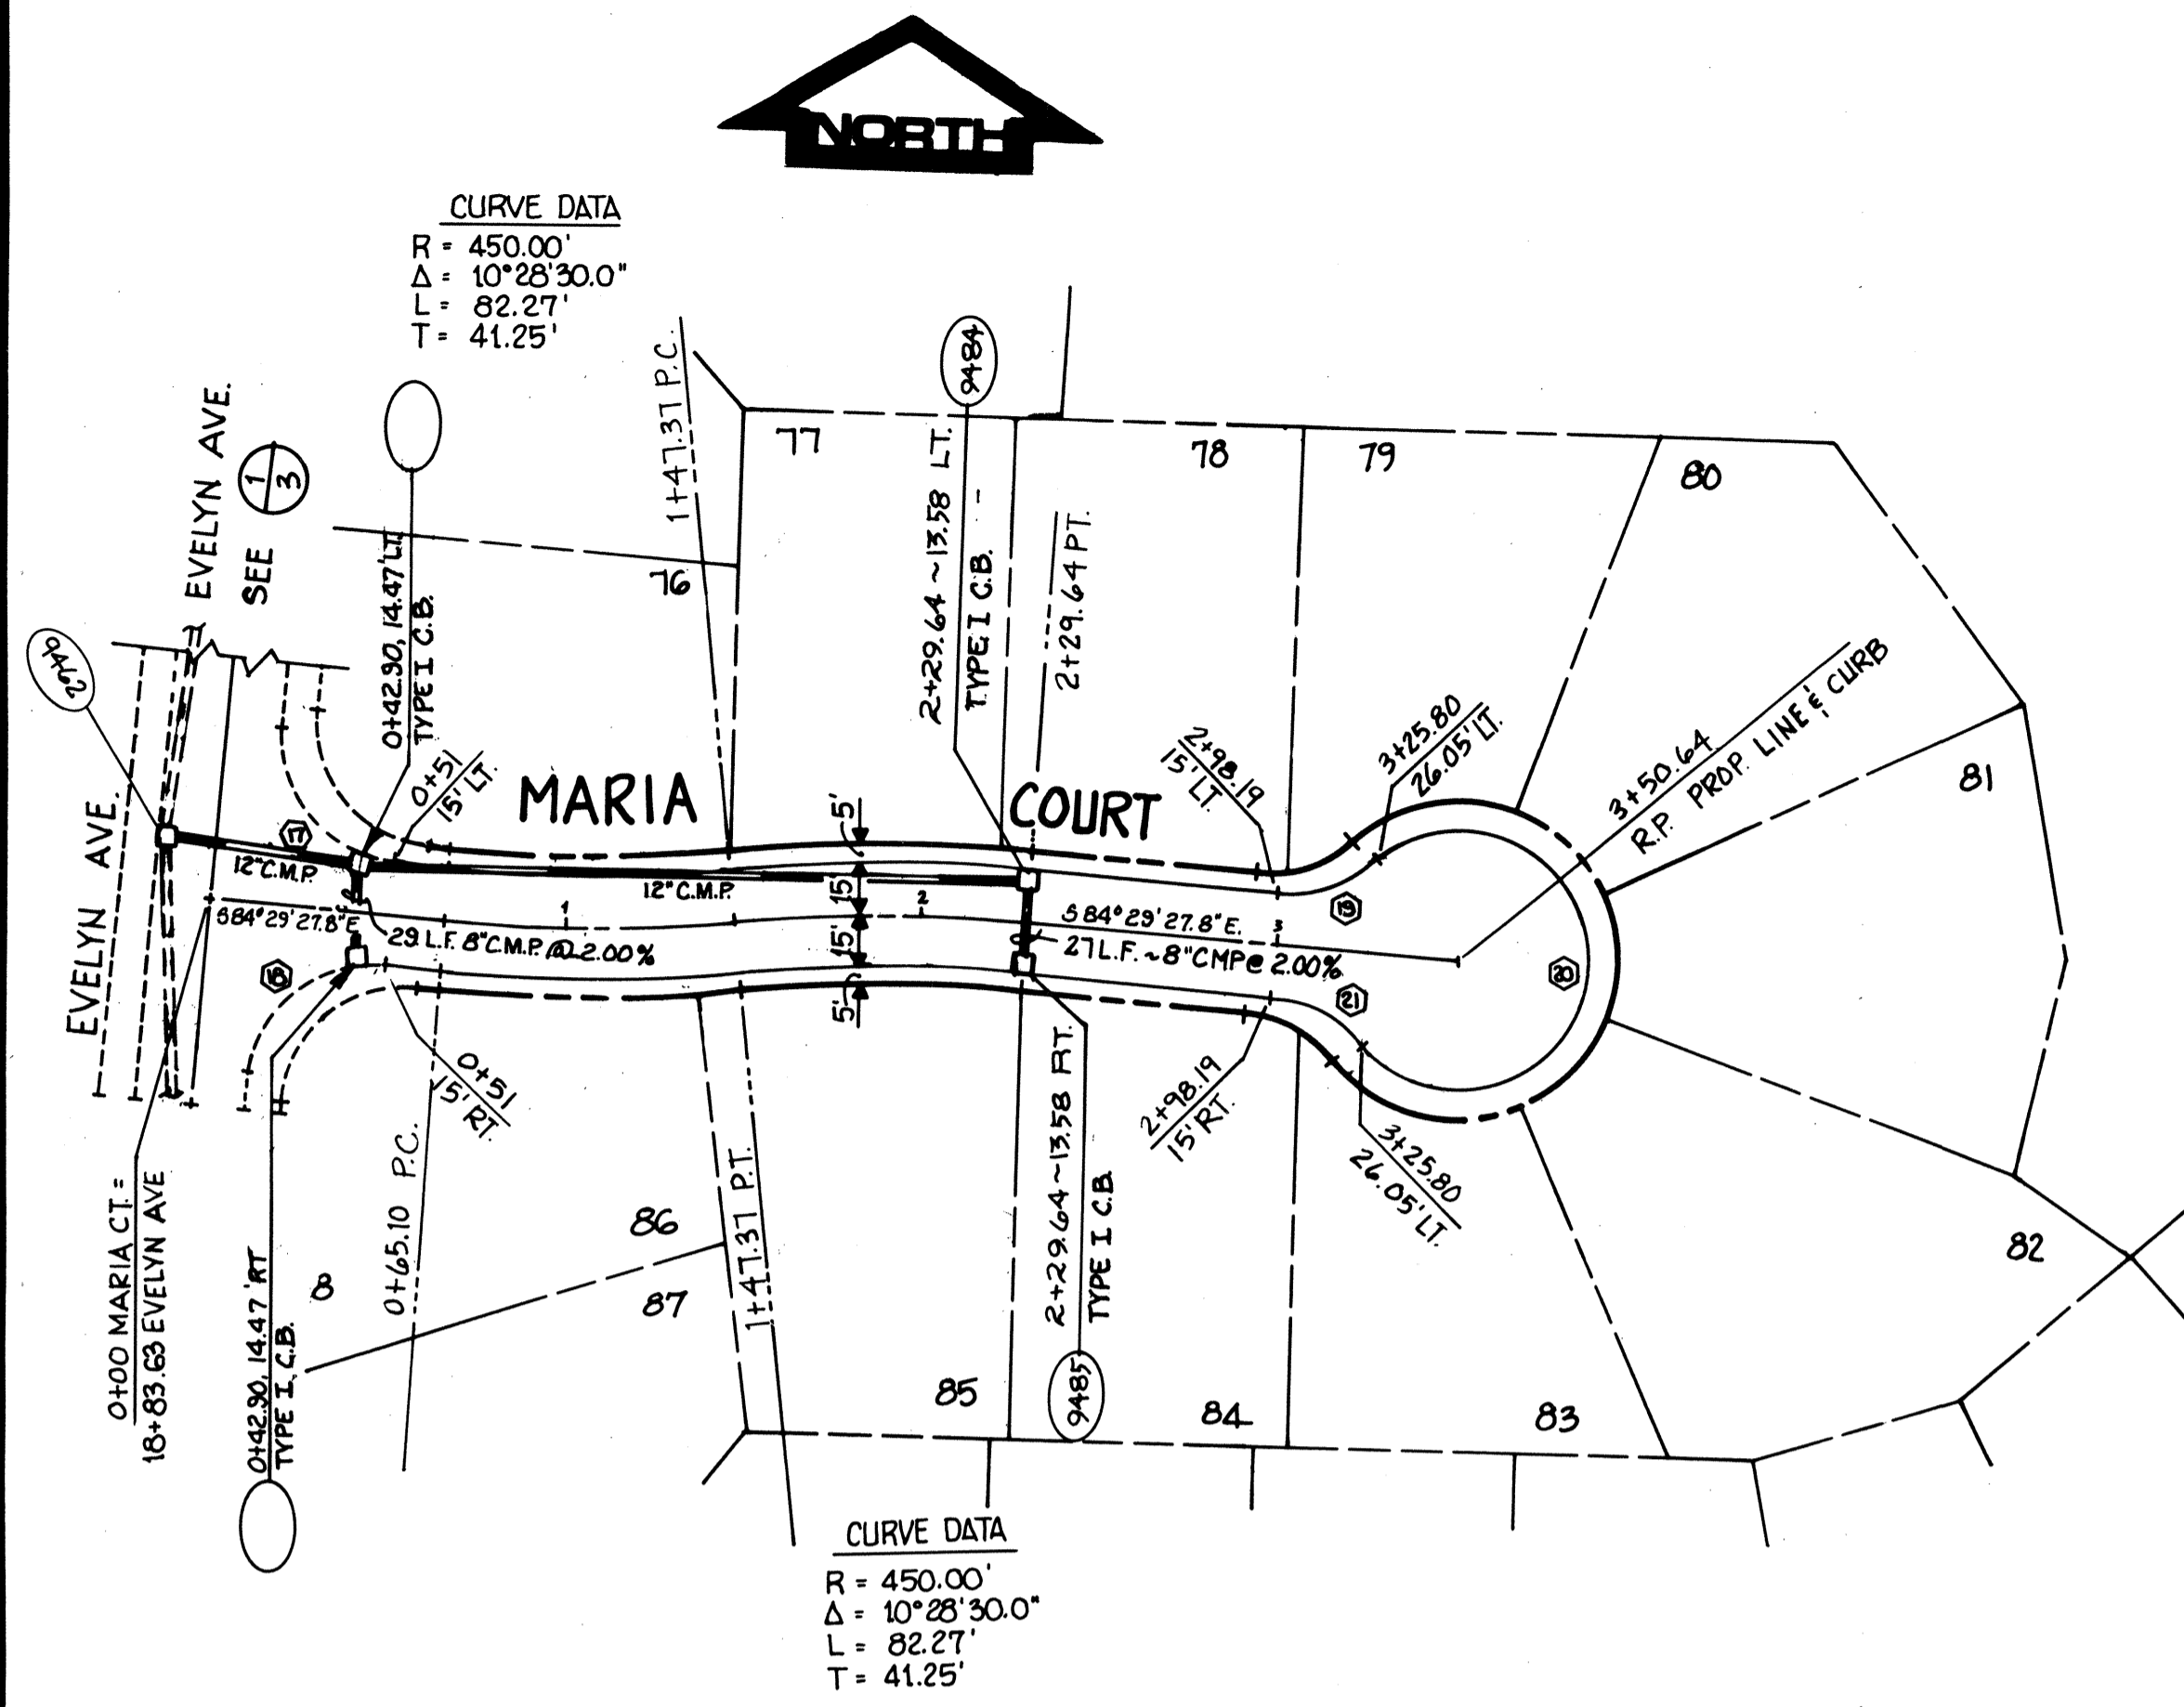 NORTH
CURVE DATA
R = 450.00'
Δ = 10°28'30.0"
L = 82.27'
T = 41.25'
EVELYN AVE.
SEE
1
3
0+42.90, 14.47' LT.
TYPE I C.B.
1+47.37 P.C.
9484
2+29.64 ~ 13.58 LT.
TYPE I C.B.
2+29.64 PT.
77
78
79
80
76
9462
0+51
15' LT.
MARIA COURT
2+98.19
15' LT.
3+25.80
26.05' LT.
3+50.64
R.P. PROP. LINE & CURB
81
EVELYN AVE.
17
12" C.M.P.
12" C.M.P.
5'
15'
15'
5'
S 84° 29' 27.8" E
1
2
S 84° 29' 27.8" E.
3
19
29 L.F. 8" C.M.P. @ 2.00%
27 L.F. ~ 8" CMP @ 2.00%
18
20
21
0+51
15' RT.
2+98.19
15' RT.
3+25.80
26.05' LT.
0+00 MARIA CT. =
18+83.63 EVELYN AVE
0+42.90, 14.47' RT
TYPE I C.B.
8
0+65.10 P.C.
86
87
1+47.37 P.T.
2+29.64 ~ 13.58 RT.
TYPE I C.B.
9485
85
84
83
82
CURVE DATA
R = 450.00'
Δ = 10°28'30.0"
L = 82.27'
T = 41.25'